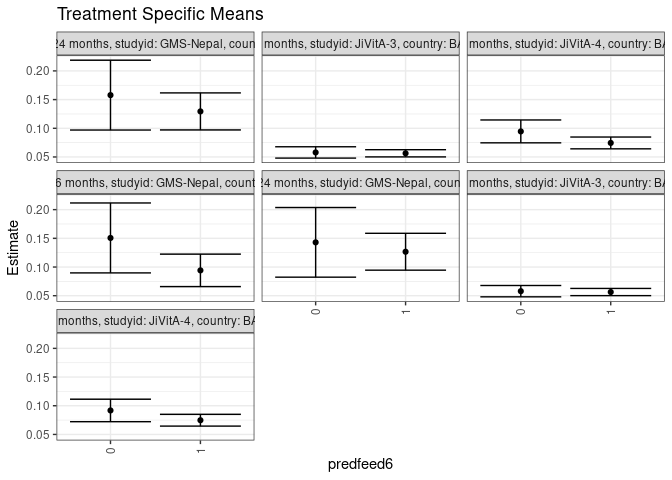 Treatment Specific Means
24 months, studyid: GMS-Nepal, coun
months, studyid: JiVitA-3, country: BA
months, studyid: JiVitA-4, country: BA
0.20
0.15
0.10
0.05
6 months, studyid: GMS-Nepal, count
24 months, studyid: GMS-Nepal, coun
months, studyid: JiVitA-3, country: BA
0.20
0.15
0.10
0.05
Estimate
0 1
0 1
months, studyid: JiVitA-4, country: BA
0.20
0.15
0.10
0.05
0 1
predfeed6